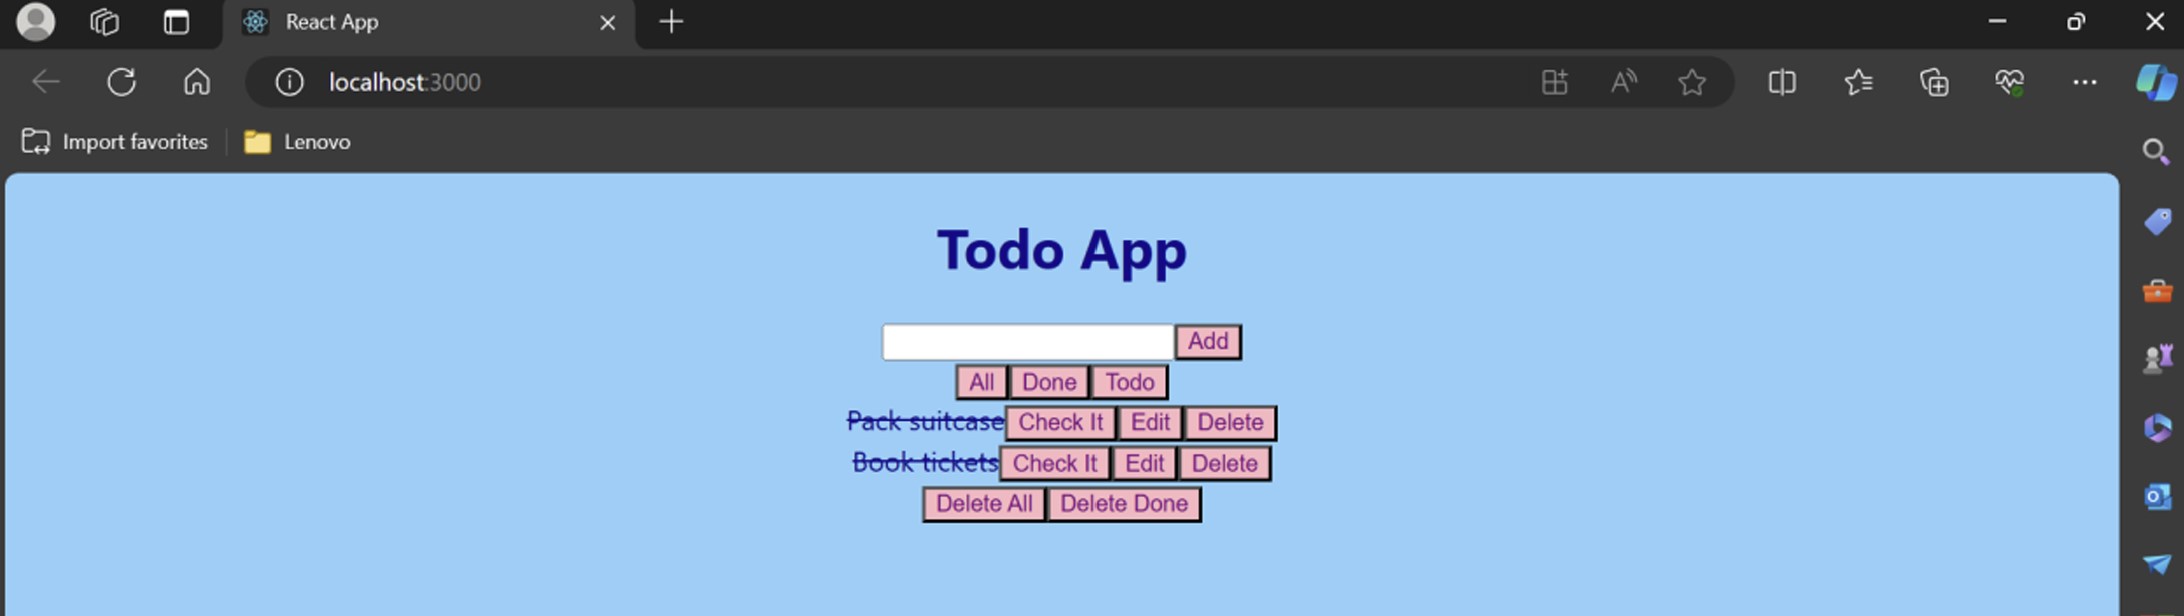 React App
localhost:3000
Import favorites Lenovo
Todo App
Add
All Done Todo
Pack suitcase Check It Edit Delete
Book tickets Check It Edit Delete
Delete All Delete Done